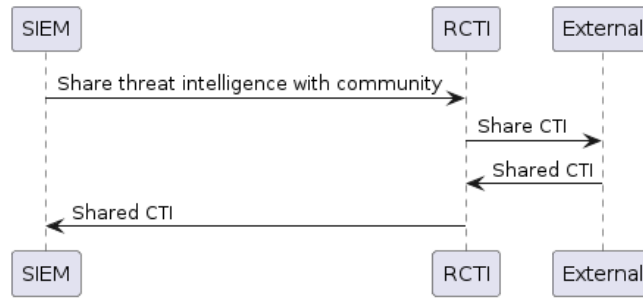 SIEM RCTI External
Share threat intelligence with community
Share CTI
Shared CTI
Shared CTI
SIEM RCTI External